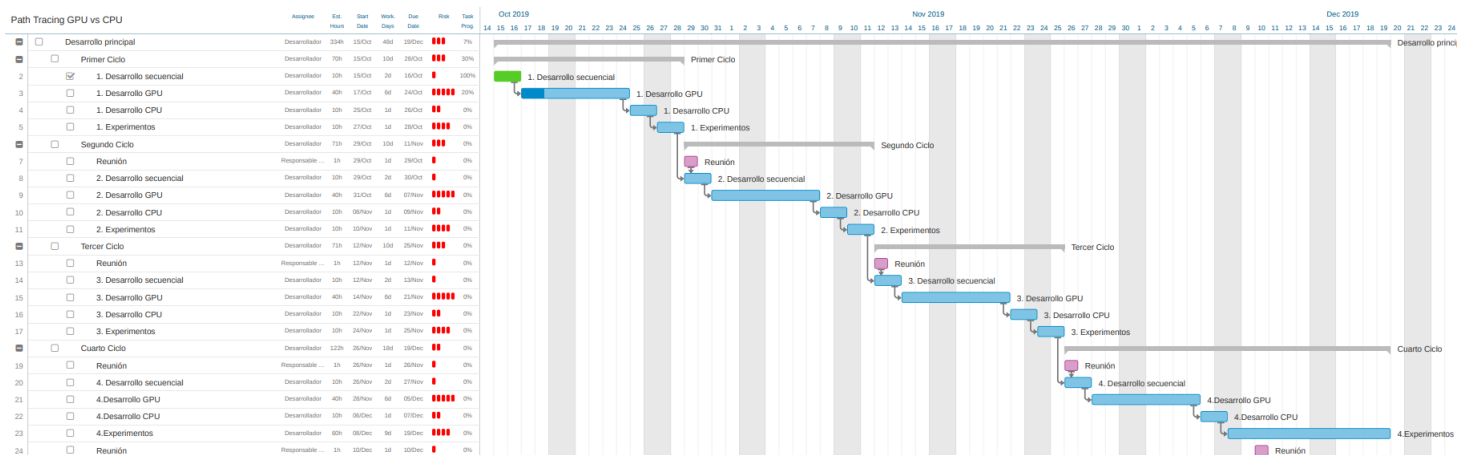 Path Tracing GPU vs CPU Assignee Est. Hours Start Date Work. Days Due Date Risk Task Prog.
Oct 2019 Nov 2019 Dec 2019
14 15 16 17 18 19 20 21 22 23 24 25 26 27 28 29 30 31 1 2 3 4 5 6 7 8 9 10 11 12 13 14 15 16 17 18 19 20 21 22 23 24 25 26 27 28 29 30 1 2 3 4 5 6 7 8 9 10 11 12 13 14 15 16 17 18 19 20 21 22 23 24
Desarrollo principal Desarrollador 334h 15/Oct 48d 19/Dec 7% Desarrollo princip
Primer Ciclo Desarrollador 70h 15/Oct 10d 28/Oct 30% Primer Ciclo
2 1. Desarrollo secuencial Desarrollador 10h 15/Oct 2d 16/Oct 100% 1. Desarrollo secuencial
3 1. Desarrollo GPU Desarrollador 40h 17/Oct 6d 24/Oct 20% 1. Desarrollo GPU
4 1. Desarrollo CPU Desarrollador 10h 25/Oct 1d 26/Oct 0% 1. Desarrollo CPU
5 1. Experimentos Desarrollador 10h 27/Oct 1d 28/Oct 0% 1. Experimentos
Segundo Ciclo Desarrollador 71h 29/Oct 10d 11/Nov 0% Segundo Ciclo
7 Reunión Responsable ... 1h 29/Oct 1d 29/Oct 0% Reunión
8 2. Desarrollo secuencial Desarrollador 10h 29/Oct 2d 30/Oct 0% 2. Desarrollo secuencial
9 2. Desarrollo GPU Desarrollador 40h 31/Oct 6d 07/Nov 0% 2. Desarrollo GPU
10 2. Desarrollo CPU Desarrollador 10h 08/Nov 1d 09/Nov 0% 2. Desarrollo CPU
11 2. Experimentos Desarrollador 10h 10/Nov 1d 11/Nov 0% 2. Experimentos
Tercer Ciclo Desarrollador 71h 12/Nov 10d 25/Nov 0% Tercer Ciclo
13 Reunión Responsable ... 1h 12/Nov 1d 12/Nov 0% Reunión
14 3. Desarrollo secuencial Desarrollador 10h 12/Nov 2d 13/Nov 0% 3. Desarrollo secuencial
15 3. Desarrollo GPU Desarrollador 40h 14/Nov 6d 21/Nov 0% 3. Desarrollo GPU
16 3. Desarrollo CPU Desarrollador 10h 22/Nov 1d 23/Nov 0% 3. Desarrollo CPU
17 3. Experimentos Desarrollador 10h 24/Nov 1d 25/Nov 0% 3. Experimentos
Cuarto Ciclo Desarrollador 122h 26/Nov 18d 19/Dec 0% Cuarto Ciclo
19 Reunión Responsable ... 1h 26/Nov 1d 26/Nov 0% Reunión
20 4. Desarrollo secuencial Desarrollador 10h 26/Nov 2d 27/Nov 0% 4. Desarrollo secuencial
21 4.Desarrollo GPU Desarrollador 40h 28/Nov 6d 05/Dec 0% 4.Desarrollo GPU
22 4.Desarrollo CPU Desarrollador 10h 06/Dec 1d 07/Dec 0% 4.Desarrollo CPU
23 4.Experimentos Desarrollador 60h 08/Dec 9d 19/Dec 0% 4.Experimentos
24 Reunión Responsable ... 1h 10/Dec 1d 10/Dec 0% Reunión